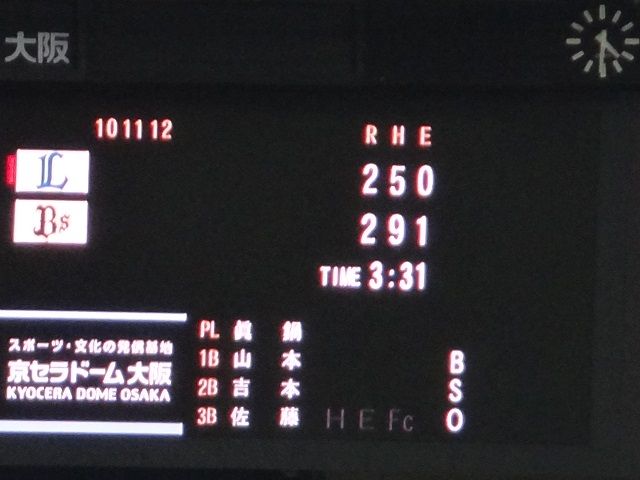 大阪
10 11 12
R H E
L 2 5 0
Bs 2 9 1
TIME 3:31
スポーツ・文化の発信基地
京セラドーム大阪
KYOCERA DOME OSAKA
PL 眞鍋
1B 山本
2B 吉本
3B 佐藤
H E Fc
B
S
O